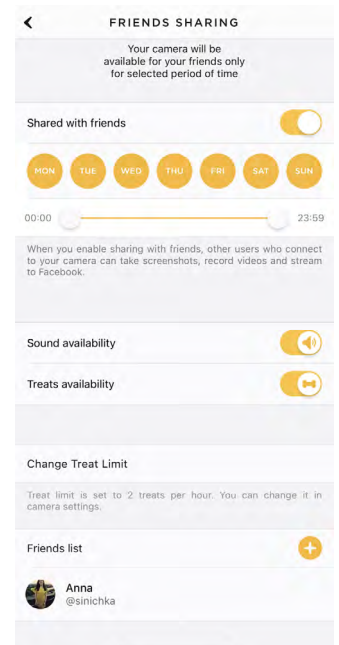 FRIENDS SHARING
Your camera will be
available for your friends only
for selected period of time
Shared with friends
MON TUE WED THU FRI SAT SUN
00:00 23:59
When you enable sharing with friends, other users who connect
to your camera can take screenshots, record videos and stream
to Facebook.
Sound availability
Treats availability
Change Treat Limit
Treat limit is set to 2 treats per hour. You can change it in
camera settings.
Friends list
Anna
@sinichka